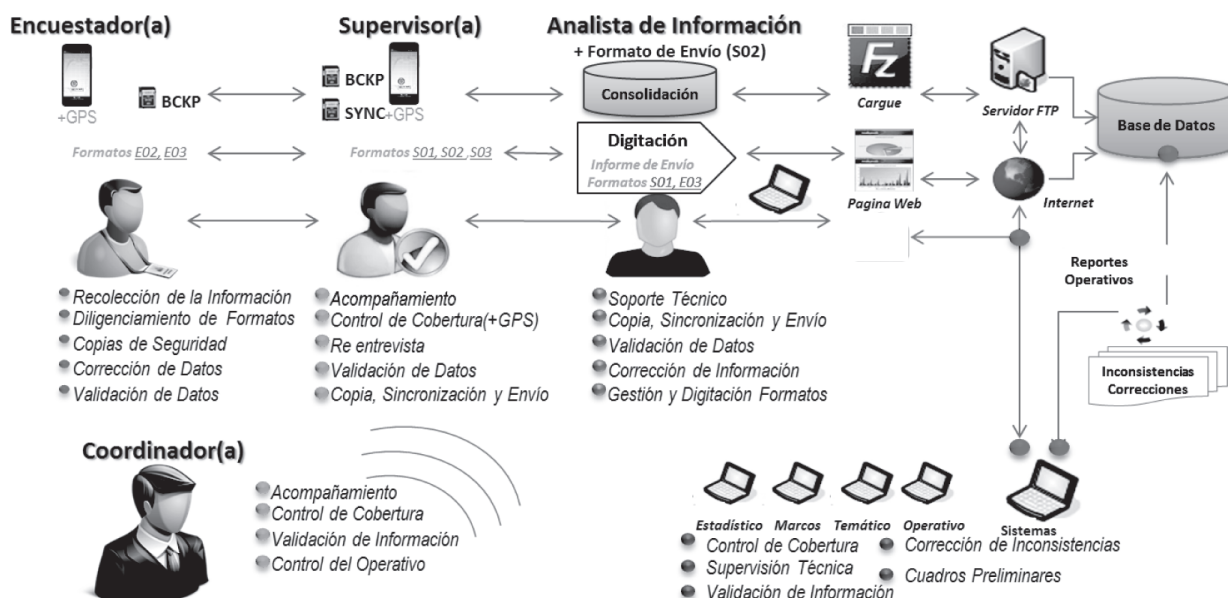 Encuestador(a)
BCKP
+GPS
Formatos E02, E03
Recolección de la Información
Diligenciamiento de Formatos
Copias de Seguridad
Corrección de Datos
Validación de Datos
Supervisor(a)
BCKP
SYNC
+GPS
Formatos S01, S02 ,S03
Acompañamiento
Control de Cobertura(+GPS)
Re entrevista
Validación de Datos
Copia, Sincronización y Envío
Analista de Información
+ Formato de Envío (S02)
Consolidación
Digitación
Informe de Envío
Formatos S01, E03
Soporte Técnico
Copia, Sincronización y Envío
Validación de Datos
Corrección de Información
Gestión y Digitación Formatos
FZ
Cargue
Pagina Web
Servidor FTP
Internet
Base de Datos
Reportes
Operativos
Inconsistencias
Correcciones
Coordinador(a)
Acompañamiento
Control de Cobertura
Validación de Información
Control del Operativo
Estadístico
Marcos
Temático
Operativo
Sistemas
Control de Cobertura
Supervisión Técnica
Validación de Información
Corrección de Inconsistencias
Cuadros Preliminares